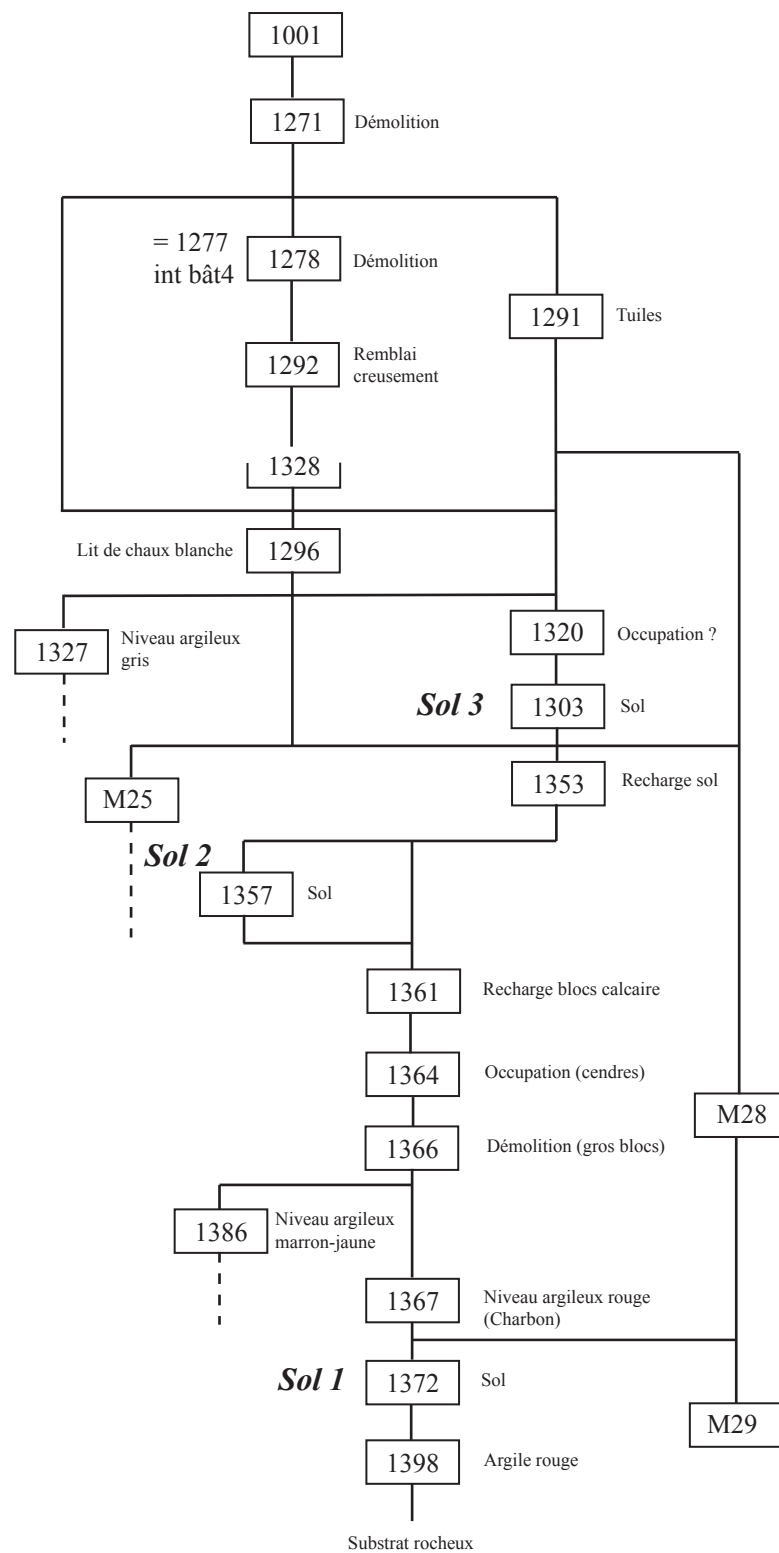 1001
1271
Démolition
= 1277
int bât4
1278
Démolition
1291
Tuiles
1292
Remblai
creusement
1328
Lit de chaux blanche
1296
1327
Niveau argileux
gris
1320
Occupation ?
Sol 3
1303
Sol
M25
1353
Recharge sol
Sol 2
1357
Sol
1361
Recharge blocs calcaire
1364
Occupation (cendres)
M28
1366
Démolition (gros blocs)
1386
Niveau argileux
marron-jaune
1367
Niveau argileux rouge
(Charbon)
Sol 1
1372
Sol
M29
1398
Argile rouge
Substrat rocheux